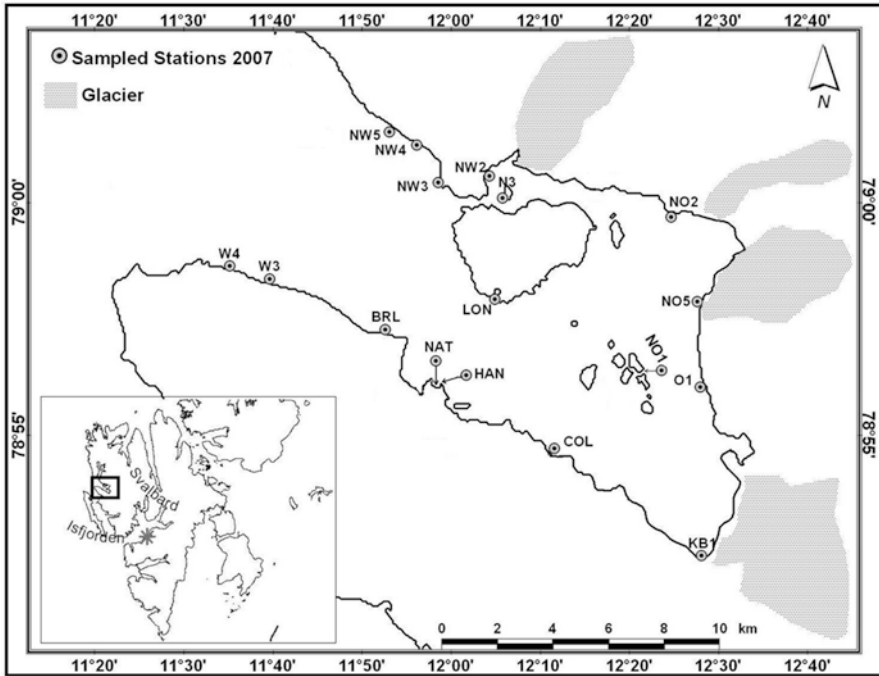 11°20' 11°30' 11°40' 11°50' 12°00' 12°10' 12°20' 12°30' 12°40'
Sampled Stations 2007
Glacier
N
NW5
NW4
NW3
NW2
N3
NO2
79°00'
79°00'
W4
W3
LON
NO5
BRL
NAT
HAN
NO1
O1
COL
78°55'
78°55'
KB1
Svalbard
Isfjorden
0 2 4 6 8 10 km
11°20' 11°30' 11°40' 11°50' 12°00' 12°10' 12°20' 12°30' 12°40'